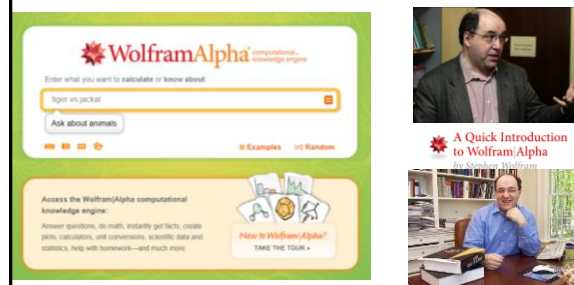 WolframAlpha computational... knowledge engine
Enter what you want to calculate or know about:
tiger vs jackal
Ask about animals
Examples
Random
Access the Wolfram|Alpha computational
knowledge engine:
Answer questions, do math, instantly get facts, create
plots, calculators, unit conversions, scientific data and
statistics, help with homework—and much more.
New to Wolfram|Alpha?
TAKE THE TOUR »
A Quick Introduction
to Wolfram|Alpha
by Stephen Wolfram